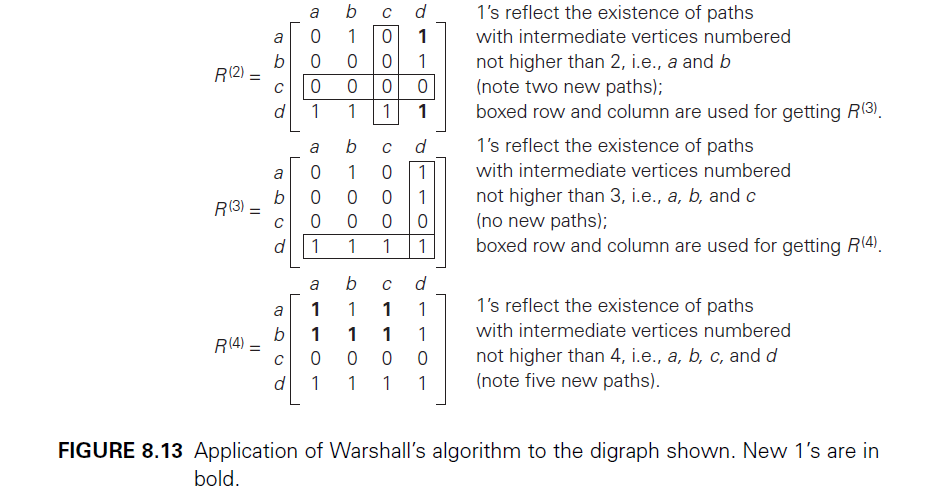 a b c d 1's reflect the existence of paths
a 0 1 0 1 with intermediate vertices numbered
b 0 0 0 1 not higher than 2, i.e., a and b
R(2) =
c 0 0 0 0 (note two new paths);
d 1 1 1 1 boxed row and column are used for getting R(3).
a b c d 1's reflect the existence of paths
a 0 1 0 1 with intermediate vertices numbered
b 0 0 0 1 not higher than 3, i.e., a, b, and c
R(3) =
c 0 0 0 0 (no new paths);
d 1 1 1 1 boxed row and column are used for getting R(4).
a b c d
a 1 1 1 1 1's reflect the existence of paths
b 1 1 1 1 with intermediate vertices numbered
R(4) =
c 0 0 0 0 not higher than 4, i.e., a, b, c, and d
d 1 1 1 1 (note five new paths).
FIGURE 8.13 Application of Warshall's algorithm to the digraph shown. New 1's are in
bold.